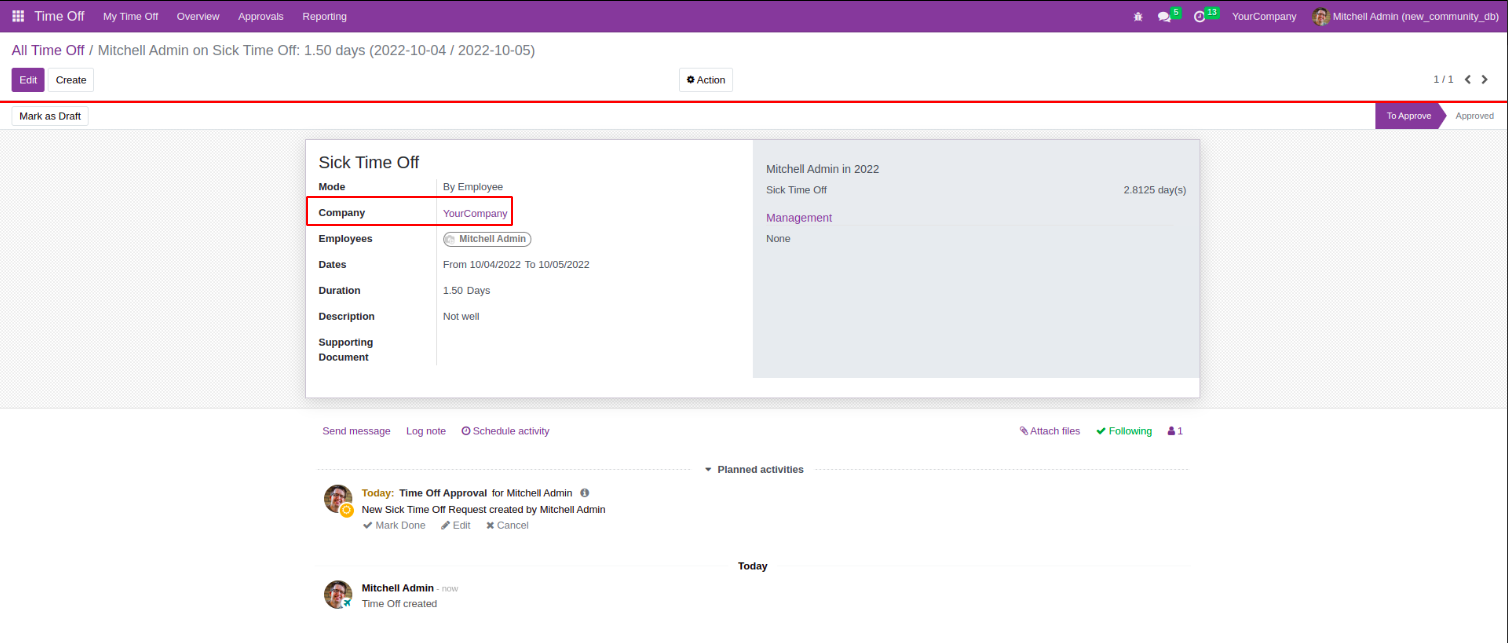 Time Off My Time Off Overview Approvals Reporting 5 13 YourCompany Mitchell Admin (new_community_db)
All Time Off / Mitchell Admin on Sick Time Off: 1.50 days (2022-10-04 / 2022-10-05)
Edit Create Action 1 / 1
Mark as Draft To Approve Approved
Sick Time Off
Mode By Employee
Company YourCompany
Employees Mitchell Admin
Dates From 10/04/2022 To 10/05/2022
Duration 1.50 Days
Description Not well
Supporting
Document
Mitchell Admin in 2022
Sick Time Off 2.8125 day(s)
Management
None
Send message Log note Schedule activity Attach files Following 1
Planned activities
Today: Time Off Approval for Mitchell Admin
New Sick Time Off Request created by Mitchell Admin
Mark Done Edit Cancel
Today
Mitchell Admin - now
Time Off created